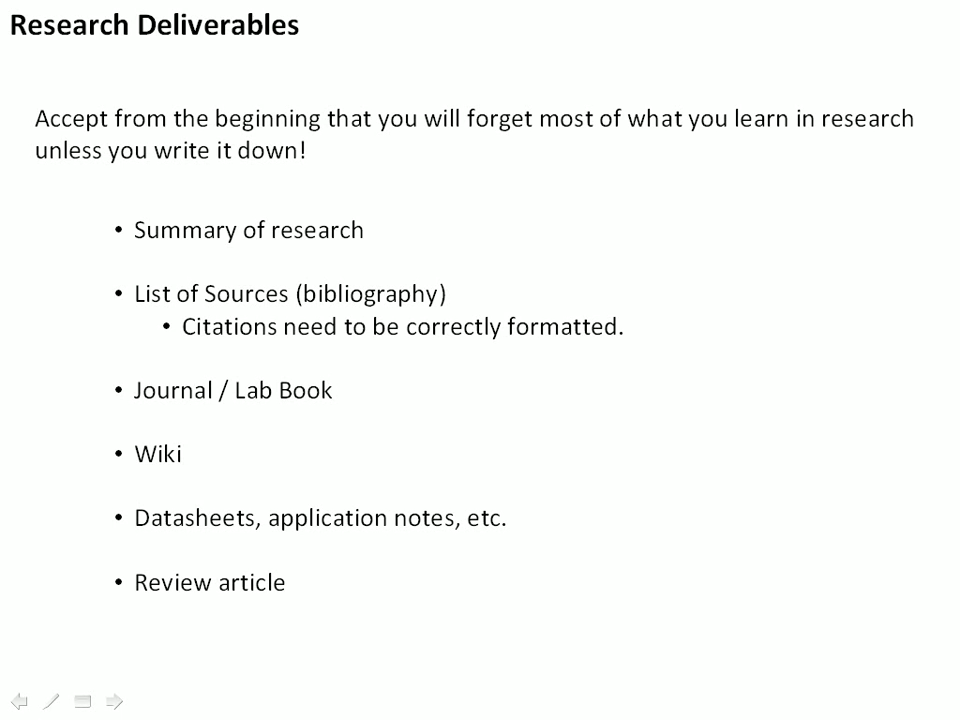 Research Deliverables
Accept from the beginning that you will forget most of what you learn in research
unless you write it down!
• Summary of research
• List of Sources (bibliography)
• Citations need to be correctly formatted.
• Journal / Lab Book
• Wiki
• Datasheets, application notes, etc.
• Review article